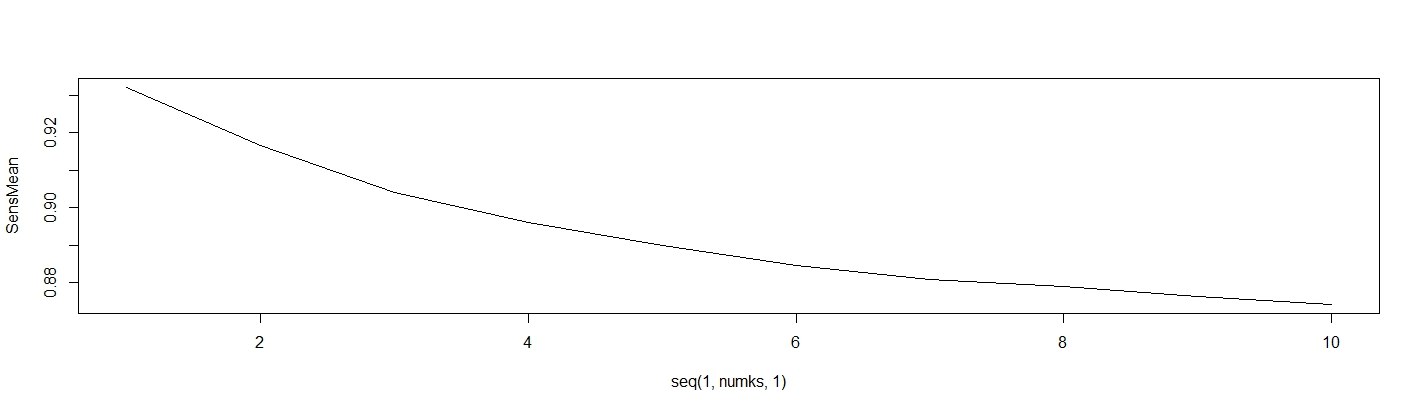 SensMean
0.92
0.90
0.88
2 4 6 8 10
seq(1, numks, 1)